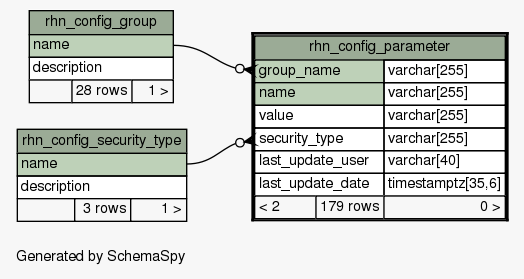 rhn_config_group
name
description
28 rows 1 >
rhn_config_security_type
name
description
3 rows 1 >
rhn_config_parameter
group_name varchar[255]
name varchar[255]
value varchar[255]
security_type varchar[255]
last_update_user varchar[40]
last_update_date timestamptz[35,6]
< 2 179 rows 0 >
Generated by SchemaSpy